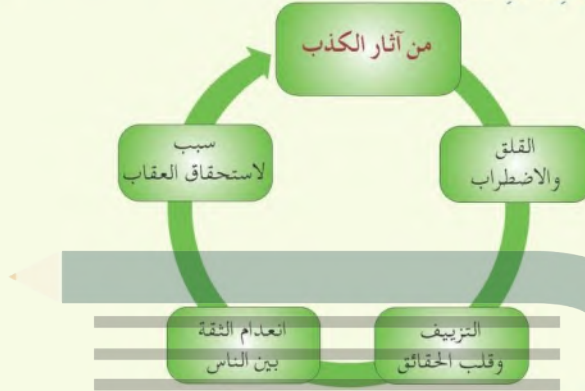 من آثار الكذب
القلق
والاضطراب
التزييف
وقلب الحقائق
انعدام الثقة
بين الناس
سبب
لاستحقاق العقاب